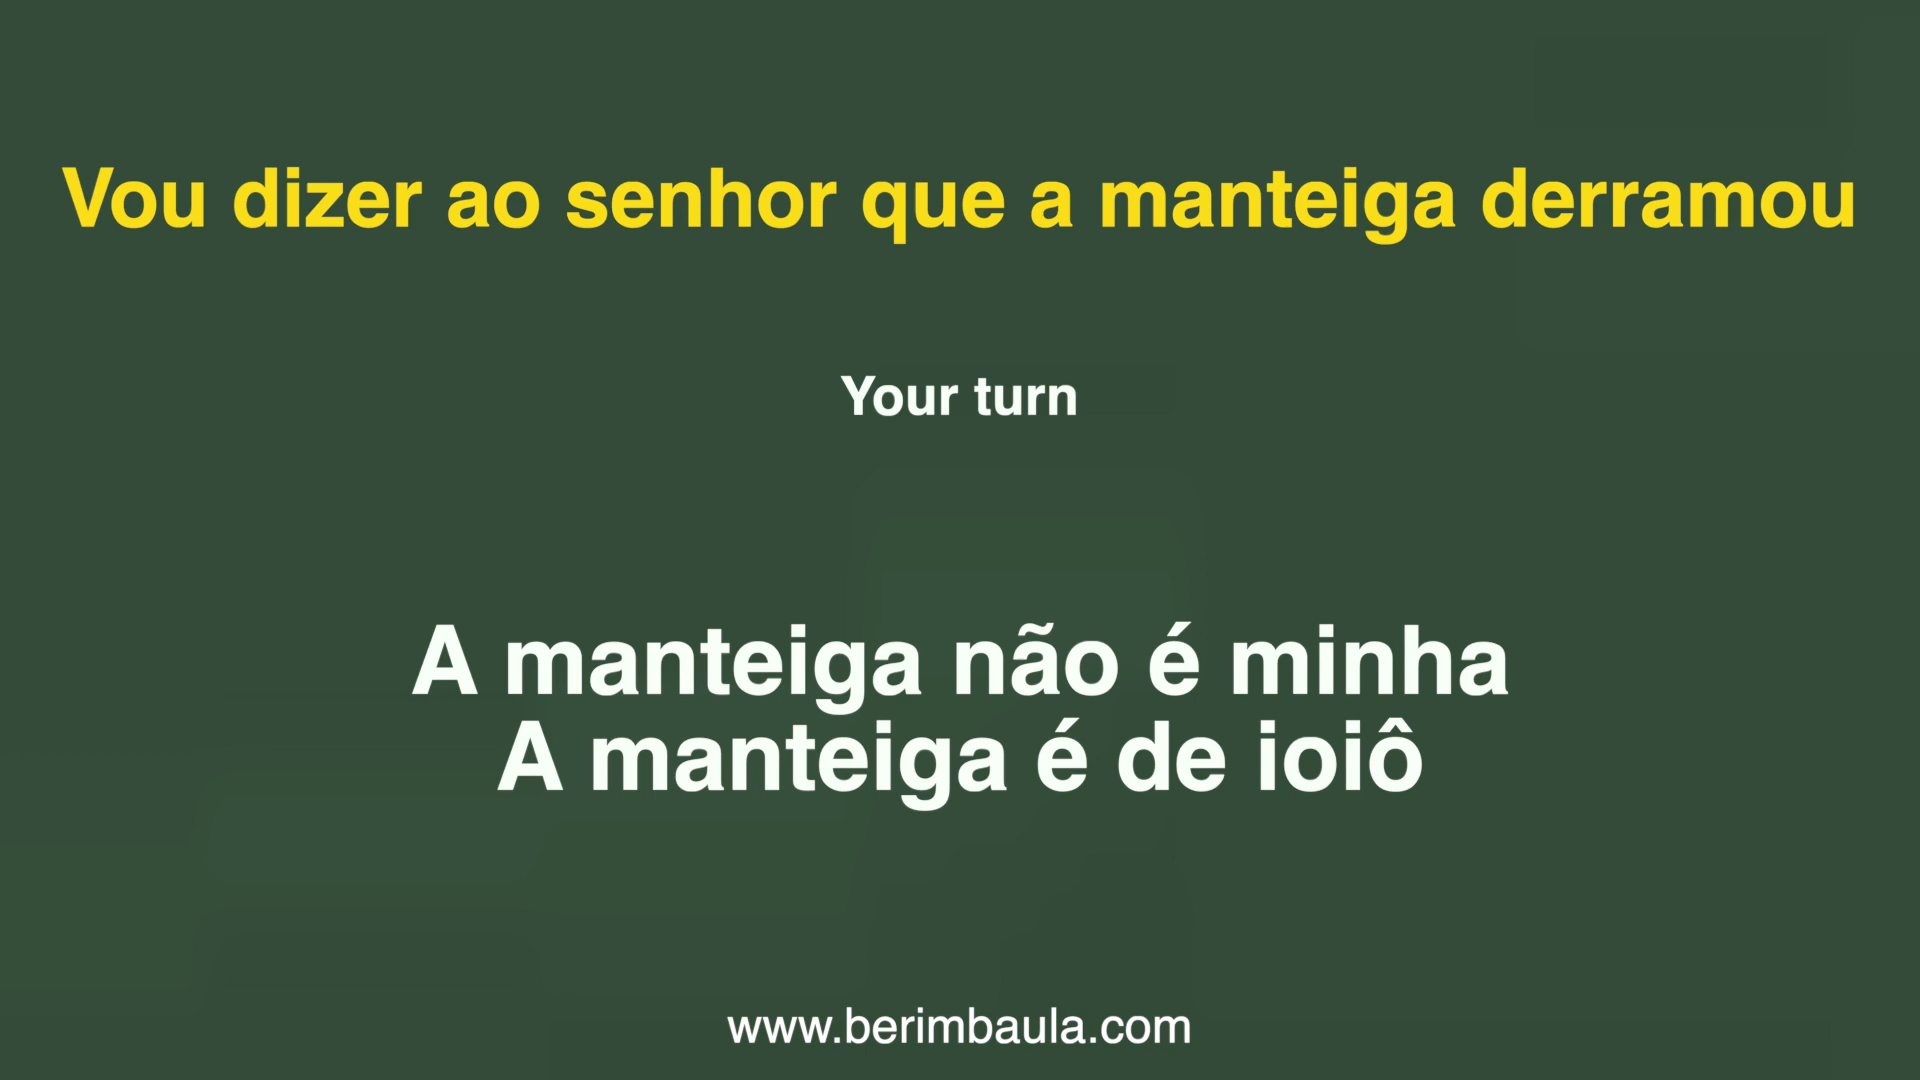 Vou dizer ao senhor que a manteiga derramou
Your turn
A manteiga não é minha
A manteiga é de ioiô
www.berimbaula.com